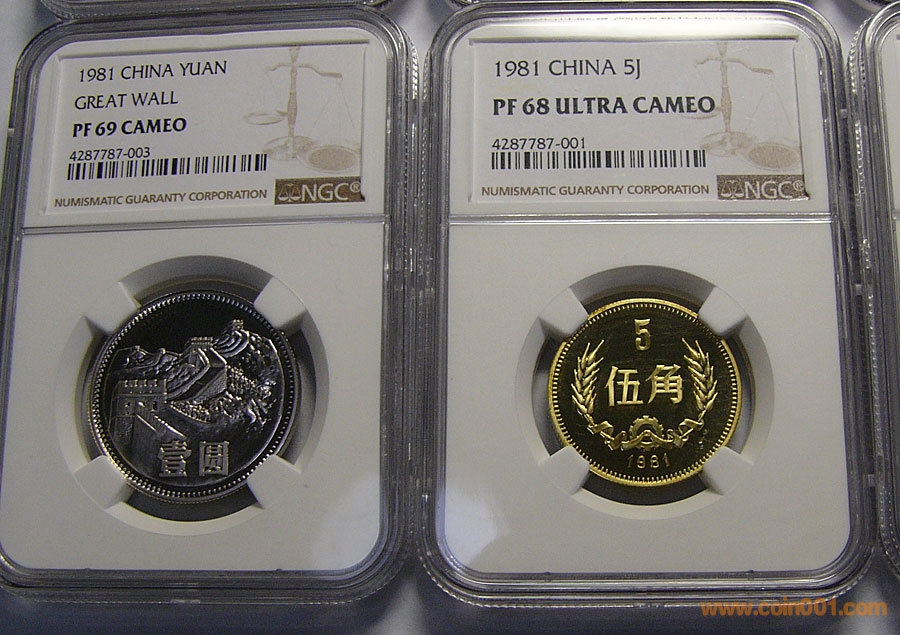 1981 CHINA YUAN
GREAT WALL
PF 69 CAMEO
4287787-003
NUMISMATIC GUARANTY CORPORATION NGC®
壹圆
1981 CHINA 5J
PF 68 ULTRA CAMEO
4287787-001
NUMISMATIC GUARANTY CORPORATION NGC®
5
伍角
1981
www.coin001.com